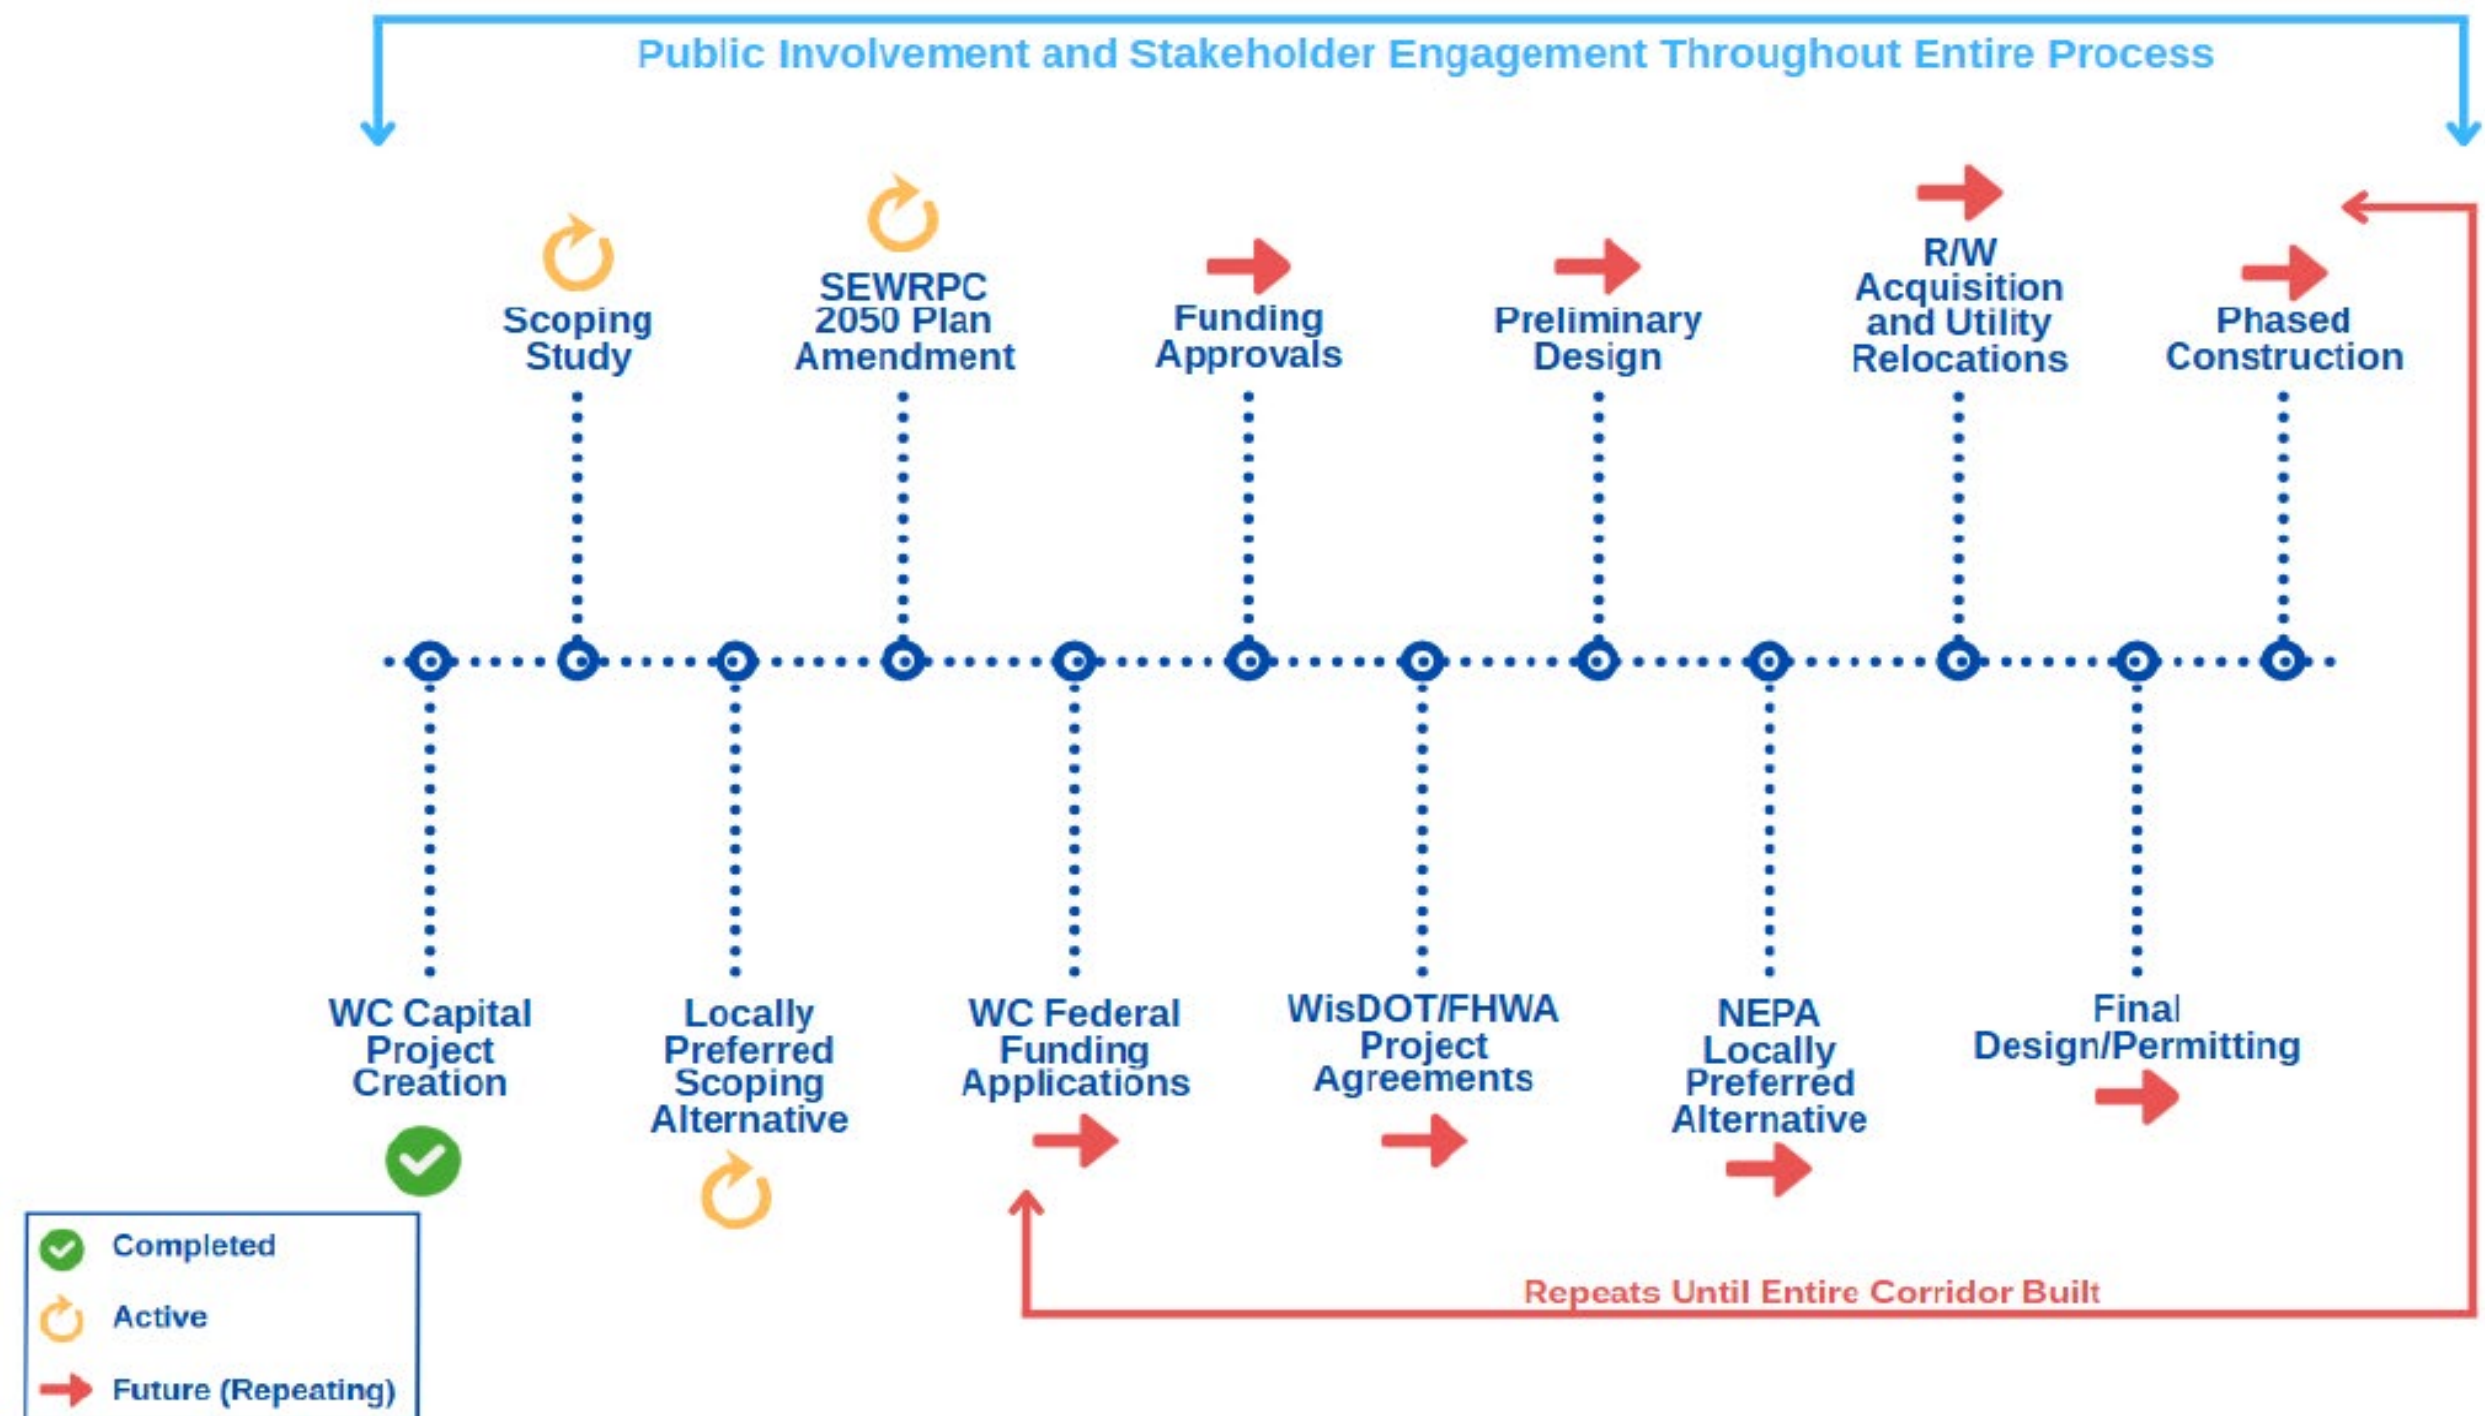 Public Involvement and Stakeholder Engagement Throughout Entire Process
Scoping
Study
SEWRPC
2050 Plan
Amendment
Funding
Approvals
Preliminary
Design
R/W
Acquisition
and Utility
Relocations
Phased
Construction
WC Capital
Project
Creation
Locally
Preferred
Scoping
Alternative
WC Federal
Funding
Applications
WisDOT/FHWA
Project
Agreements
NEPA
Locally
Preferred
Alternative
Final
Design/Permitting
Repeats Until Entire Corridor Built
Completed
Active
Future (Repeating)